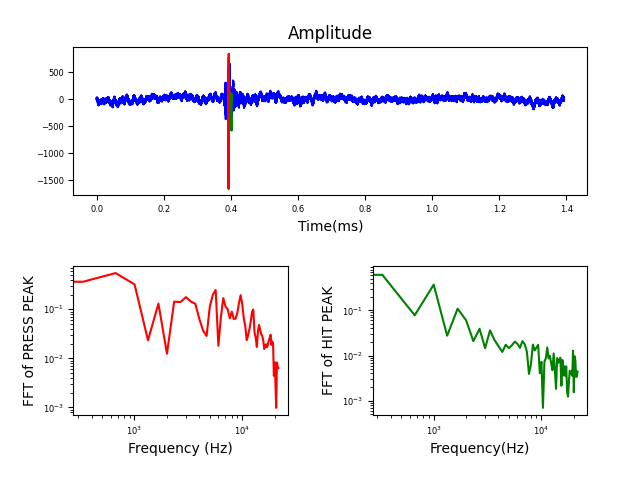 Amplitude
500
0
−500
−1000
−1500
0.0 0.2 0.4 0.6 0.8 1.0 1.2 1.4
Time(ms)
FFT of PRESS PEAK
10⁻¹
10⁻²
10⁻³
10³ 10⁴
Frequency (Hz)
FFT of HIT PEAK
10⁻¹
10⁻²
10⁻³
10³ 10⁴
Frequency(Hz)